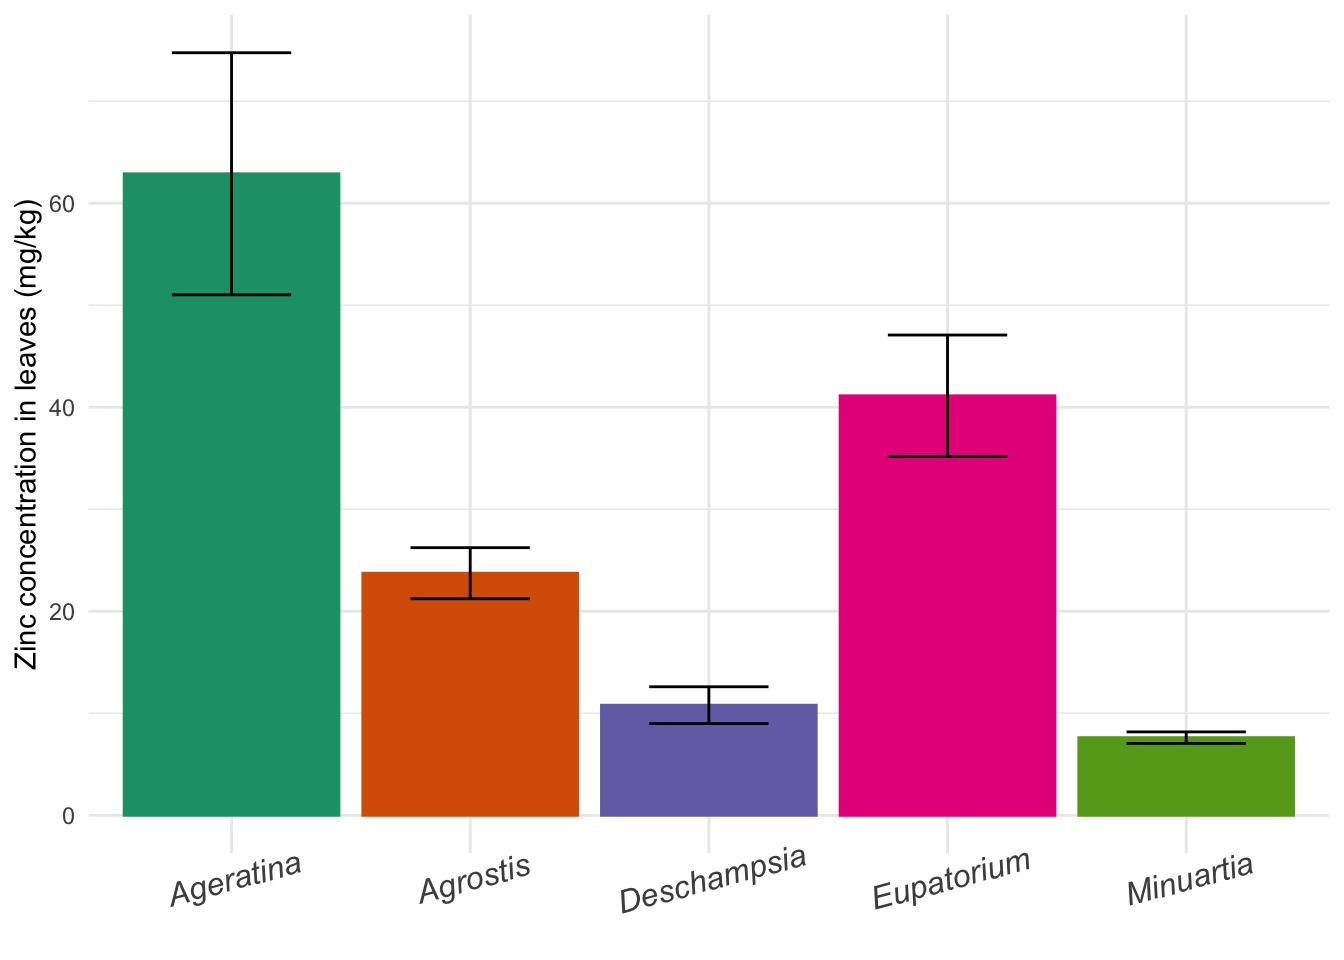 Zinc concentration in leaves (mg/kg)
60
40
20
0
Ageratina
Agrostis
Deschampsia
Eupatorium
Minuartia